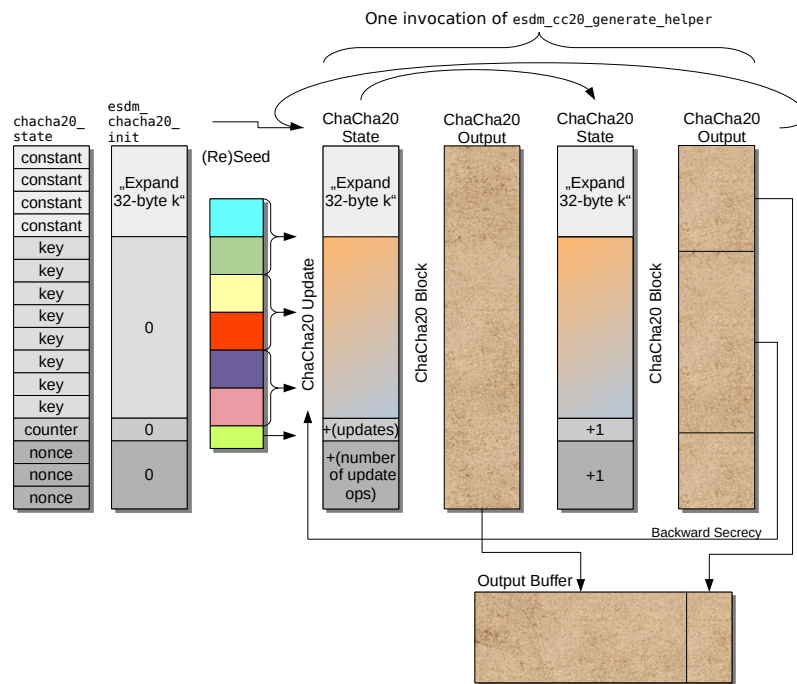 One invocation of esdm_cc20_generate_helper
chacha20_
state
esdm_
chacha20_
init
(Re)Seed
ChaCha20
State
ChaCha20
Output
ChaCha20
State
ChaCha20
Output
constant
constant
constant
constant
key
key
key
key
key
key
key
key
counter
nonce
nonce
nonce
„Expand
32-byte k“
0
0
0
ChaCha20 Update
„Expand
32-byte k“
+(updates)
+(number
of update
ops)
ChaCha20 Block
„Expand
32-byte k“
+1
+1
ChaCha20 Block
Backward Secrecy
Output Buffer